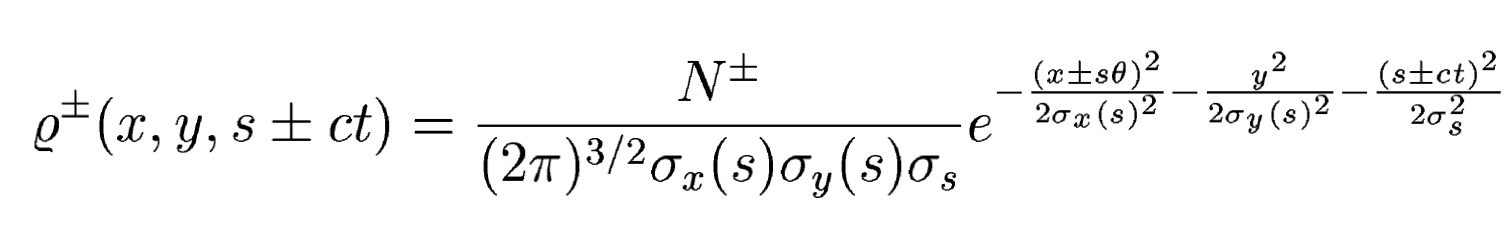 \varrho^{\pm}(x, y, s \pm ct) = \frac{N^{\pm}}{(2\pi)^{3/2}\sigma_x(s)\sigma_y(s)\sigma_s} e^{-\frac{(x \pm s\theta)^2}{2\sigma_x(s)^2} - \frac{y^2}{2\sigma_y(s)^2} - \frac{(s \pm ct)^2}{2\sigma_s^2}}